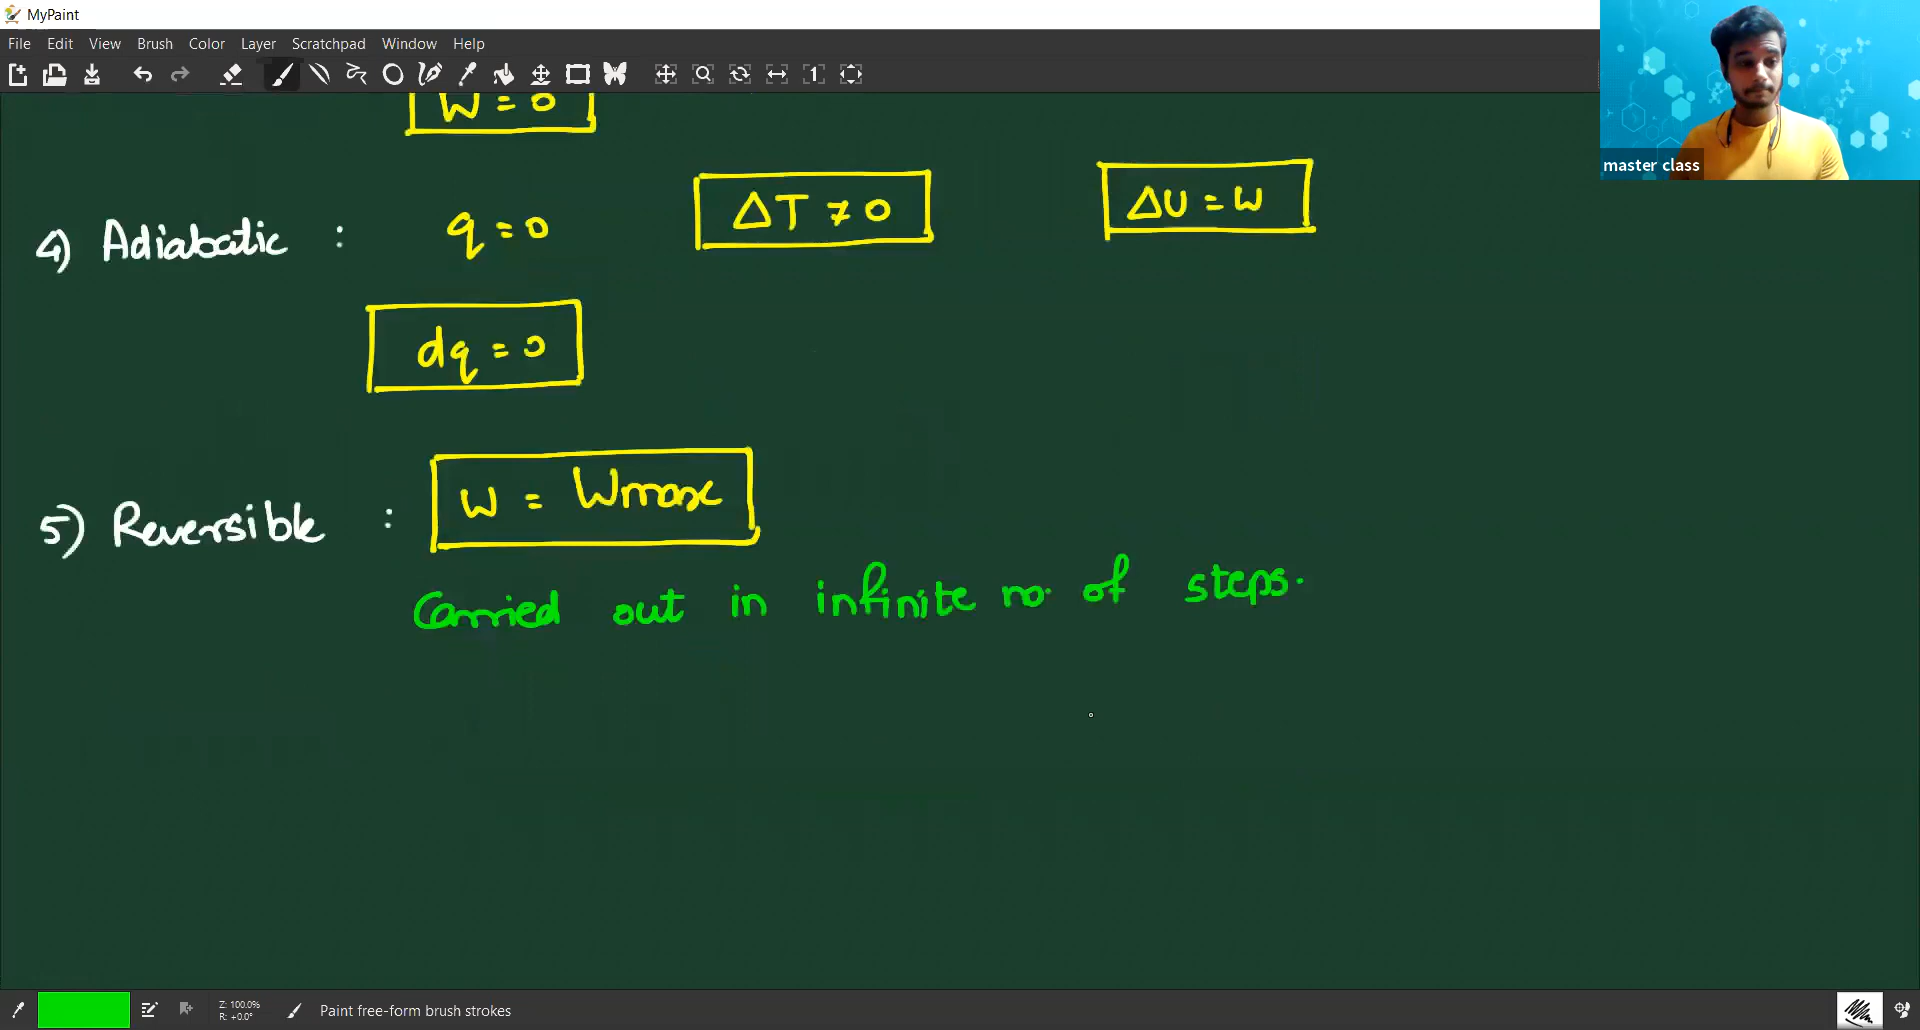 MyPaint
File Edit View Brush Color Layer Scratchpad Window Help
master class
W = 0
4) Adiabatic : q = 0 ΔT ≠ 0 ΔU = W
dq = 0
5) Reversible : W = Wmax
Carried out in infinite no. of steps.
Z: 100.0%
R: +0.0°
Paint free-form brush strokes